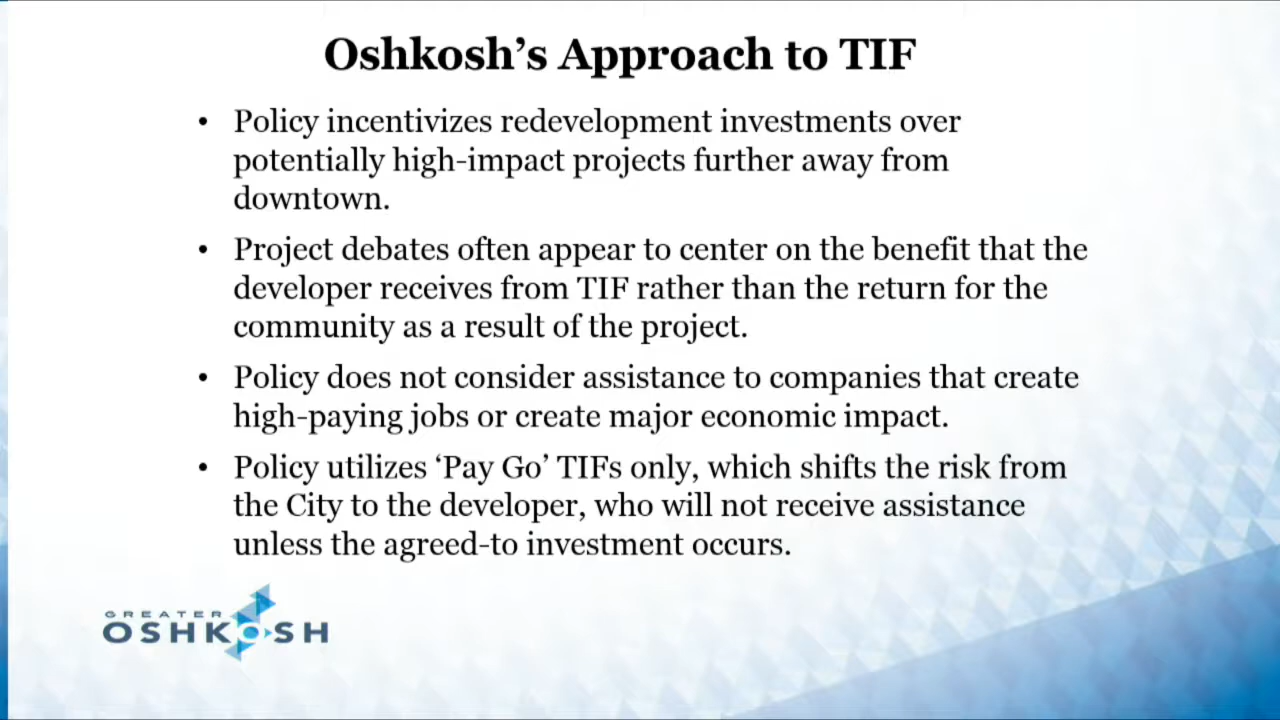 Oshkosh’s Approach to TIF
• Policy incentivizes redevelopment investments over
potentially high-impact projects further away from
downtown.
• Project debates often appear to center on the benefit that the
developer receives from TIF rather than the return for the
community as a result of the project.
• Policy does not consider assistance to companies that create
high-paying jobs or create major economic impact.
• Policy utilizes ‘Pay Go’ TIFs only, which shifts the risk from
the City to the developer, who will not receive assistance
unless the agreed-to investment occurs.
GREATER
OSHKOSH